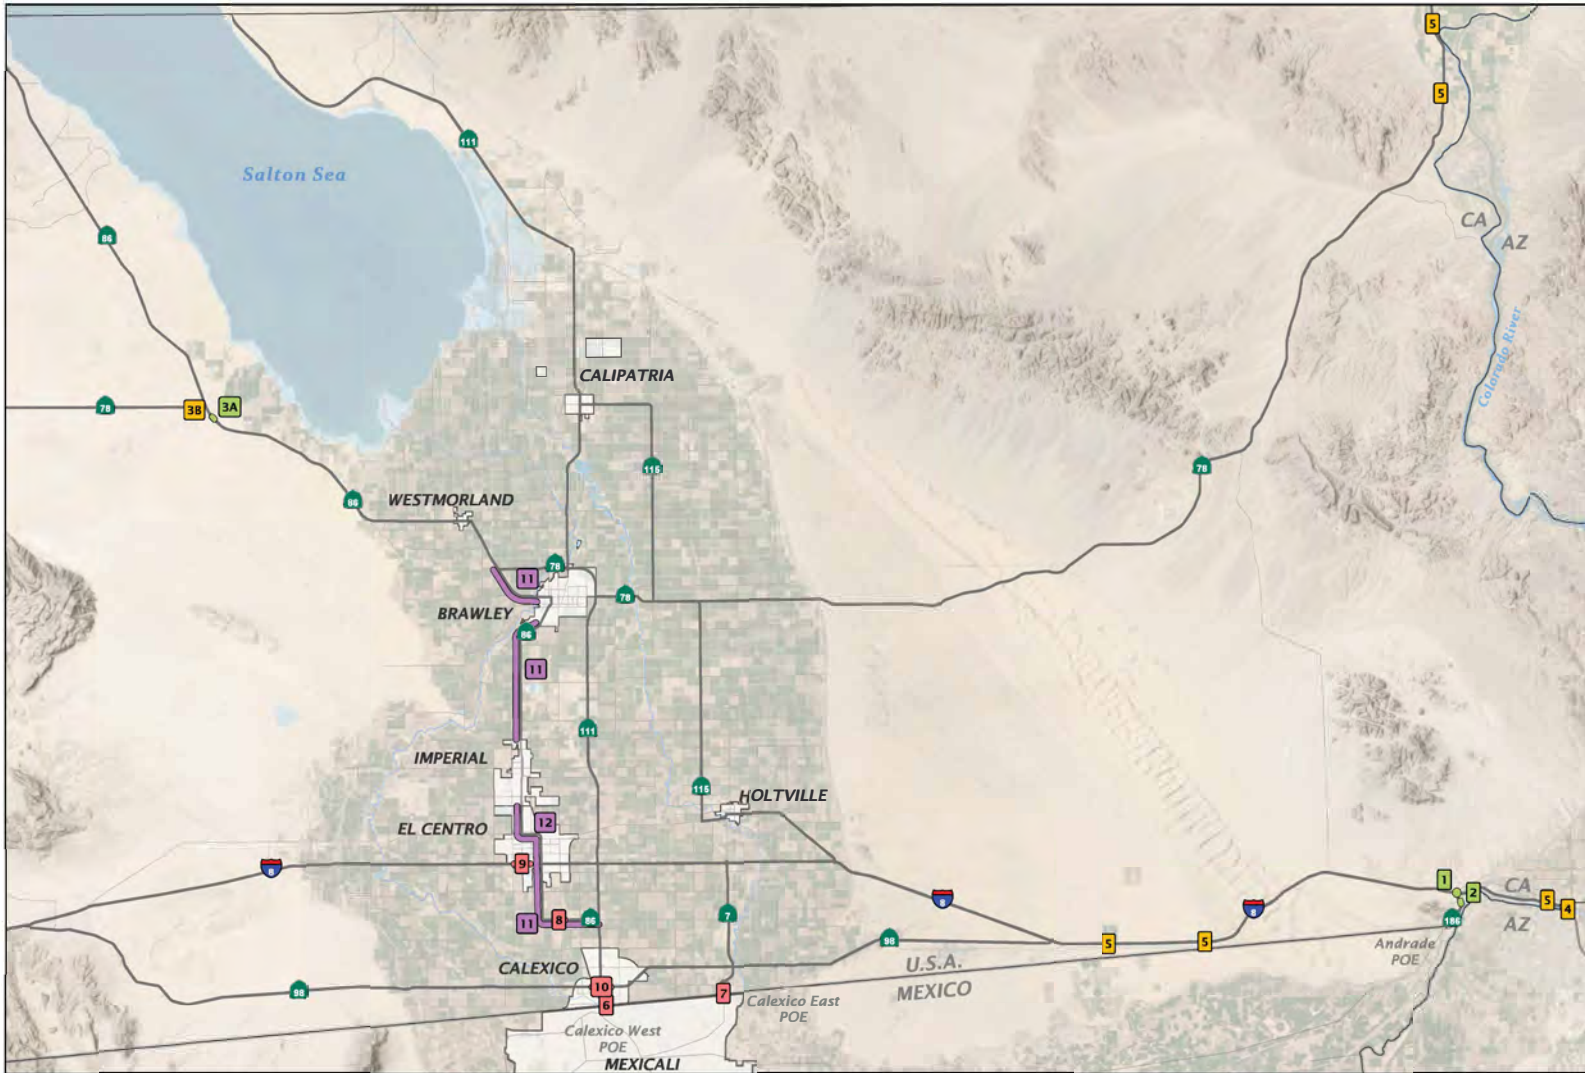 5
5
111
Salton Sea
CA
AZ
86
Colorado River
CALIPATRIA
78
3B
3A
115
78
WESTMORLAND
86
78
11
78
BRAWLEY
86
11
111
IMPERIAL
115
HOLTVILLE
12
EL CENTRO
9
8
8
8
1
2
CA
5
4
AZ
11
8
86
7
186
98
5
5
Andrade
POE
U.S.A.
MEXICO
CALEXICO
98
10
6
7
Calexico East
POE
Calexico West
POE
MEXICALI